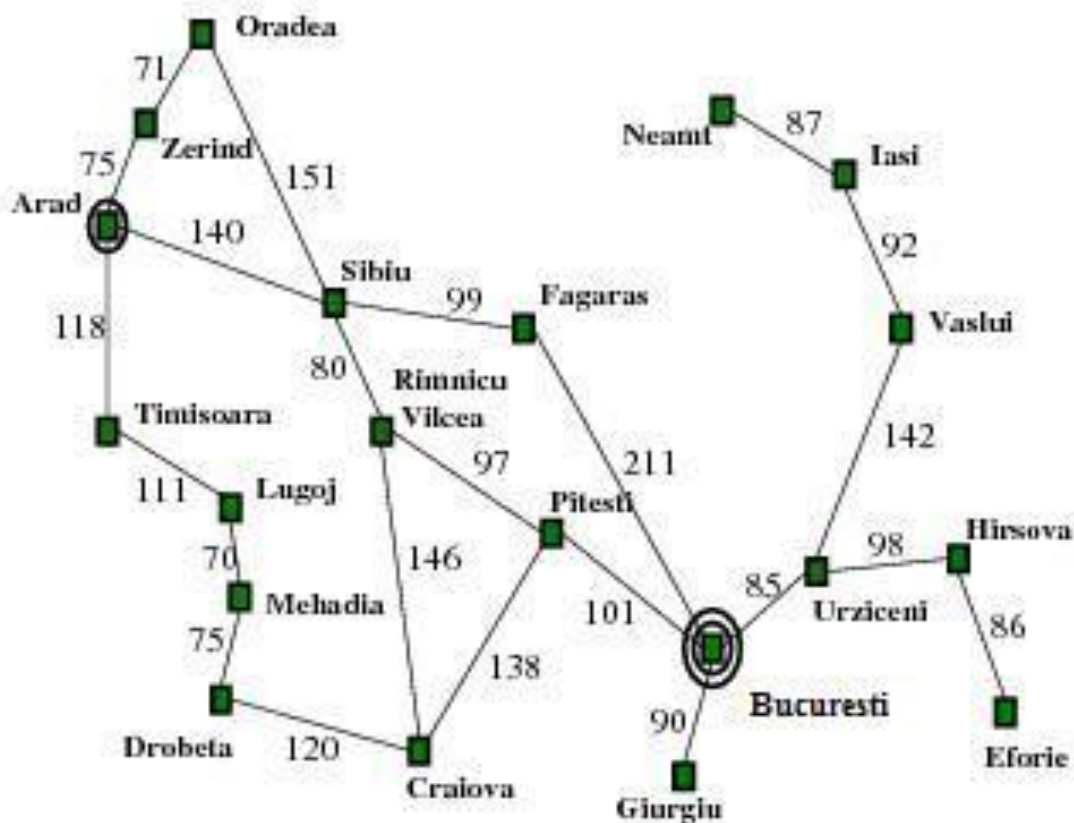 Oradea
71
Neamt
87
Zerind
Iasi
75
151
Arad
140
92
Sibiu
99
Fagaras
118
Vaslui
80
Rimnicu
Vilcea
Timisoara
142
97
211
111
Lugoj
Pitesti
Hirsova
98
70
146
85
Mehadia
Urziceni
101
86
75
138
Bucuresti
90
Drobeta
120
Eforie
Craiova
Giurgiu